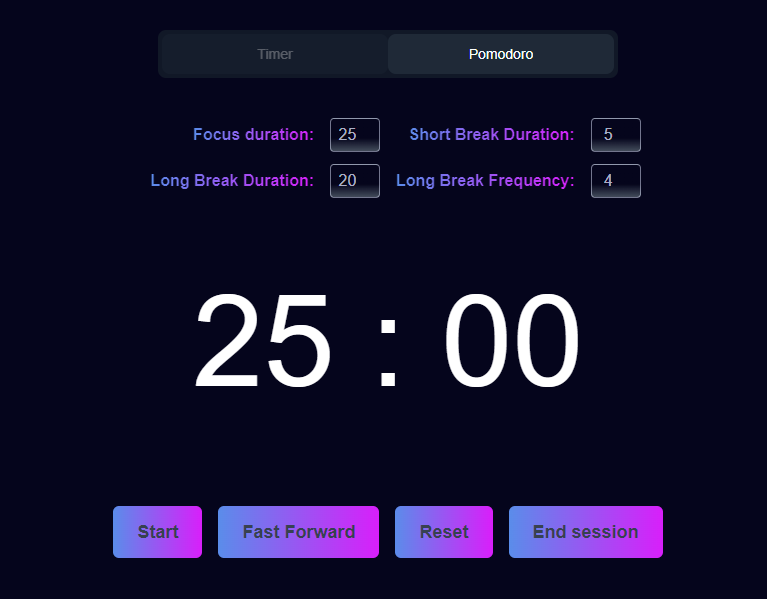 Timer Pomodoro
Focus duration: 25 Short Break Duration: 5
Long Break Duration: 20 Long Break Frequency: 4
25 : 00
Start Fast Forward Reset End session